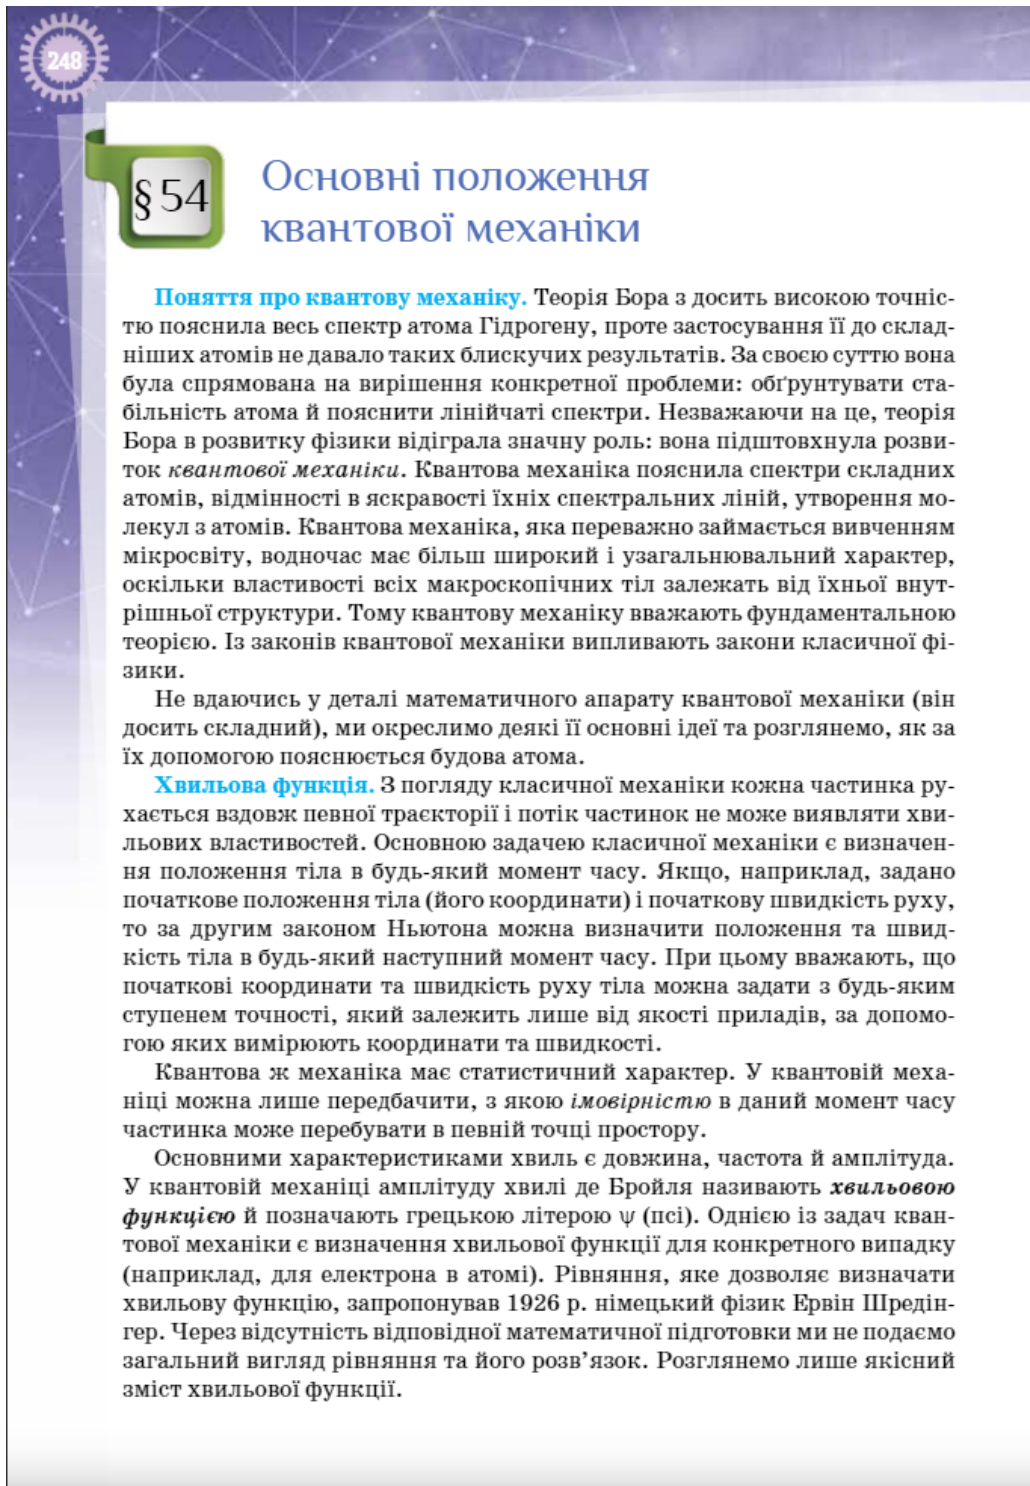 248
§ 54
Основні положення
квантової механіки
Поняття про квантову механіку. Теорія Бора з досить високою точніс-
тю пояснила весь спектр атома Гідрогену, проте застосування її до склад-
ніших атомів не давало таких блискучих результатів. За своєю суттю вона
була спрямована на вирішення конкретної проблеми: обґрунтувати ста-
більність атома й пояснити лінійчаті спектри. Незважаючи на це, теорія
Бора в розвитку фізики відіграла значну роль: вона підштовхнула розви-
ток квантової механіки. Квантова механіка пояснила спектри складних
атомів, відмінності в яскравості їхніх спектральних ліній, утворення мо-
лекул з атомів. Квантова механіка, яка переважно займається вивченням
мікросвіту, водночас має більш широкий і узагальнювальний характер,
оскільки властивості всіх макроскопічних тіл залежать від їхньої внут-
рішньої структури. Тому квантову механіку вважають фундаментальною
теорією. Із законів квантової механіки випливають закони класичної фі-
зики.
Не вдаючись у деталі математичного апарату квантової механіки (він
досить складний), ми окреслимо деякі її основні ідеї та розглянемо, як за
їх допомогою пояснюється будова атома.
Хвильова функція. З погляду класичної механіки кожна частинка ру-
хається вздовж певної траєкторії і потік частинок не може виявляти хви-
льових властивостей. Основною задачею класичної механіки є визначен-
ня положення тіла в будь-який момент часу. Якщо, наприклад, задано
початкове положення тіла (його координати) і початкову швидкість руху,
то за другим законом Ньютона можна визначити положення та швид-
кість тіла в будь-який наступний момент часу. При цьому вважають, що
початкові координати та швидкість руху тіла можна задати з будь-яким
ступенем точності, який залежить лише від якості приладів, за допомо-
гою яких вимірюють координати та швидкості.
Квантова ж механіка має статистичний характер. У квантовій меха-
ніці можна лише передбачити, з якою імовірністю в даний момент часу
частинка може перебувати в певній точці простору.
Основними характеристиками хвиль є довжина, частота й амплітуда.
У квантовій механіці амплітуду хвилі де Бройля називають хвильовою
функцією й позначають грецькою літерою ψ (псі). Однією із задач кван-
тової механіки є визначення хвильової функції для конкретного випадку
(наприклад, для електрона в атомі). Рівняння, яке дозволяє визначати
хвильову функцію, запропонував 1926 р. німецький фізик Ервін Шредін-
гер. Через відсутність відповідної математичної підготовки ми не подаємо
загальний вигляд рівняння та його розв’язок. Розглянемо лише якісний
зміст хвильової функції.